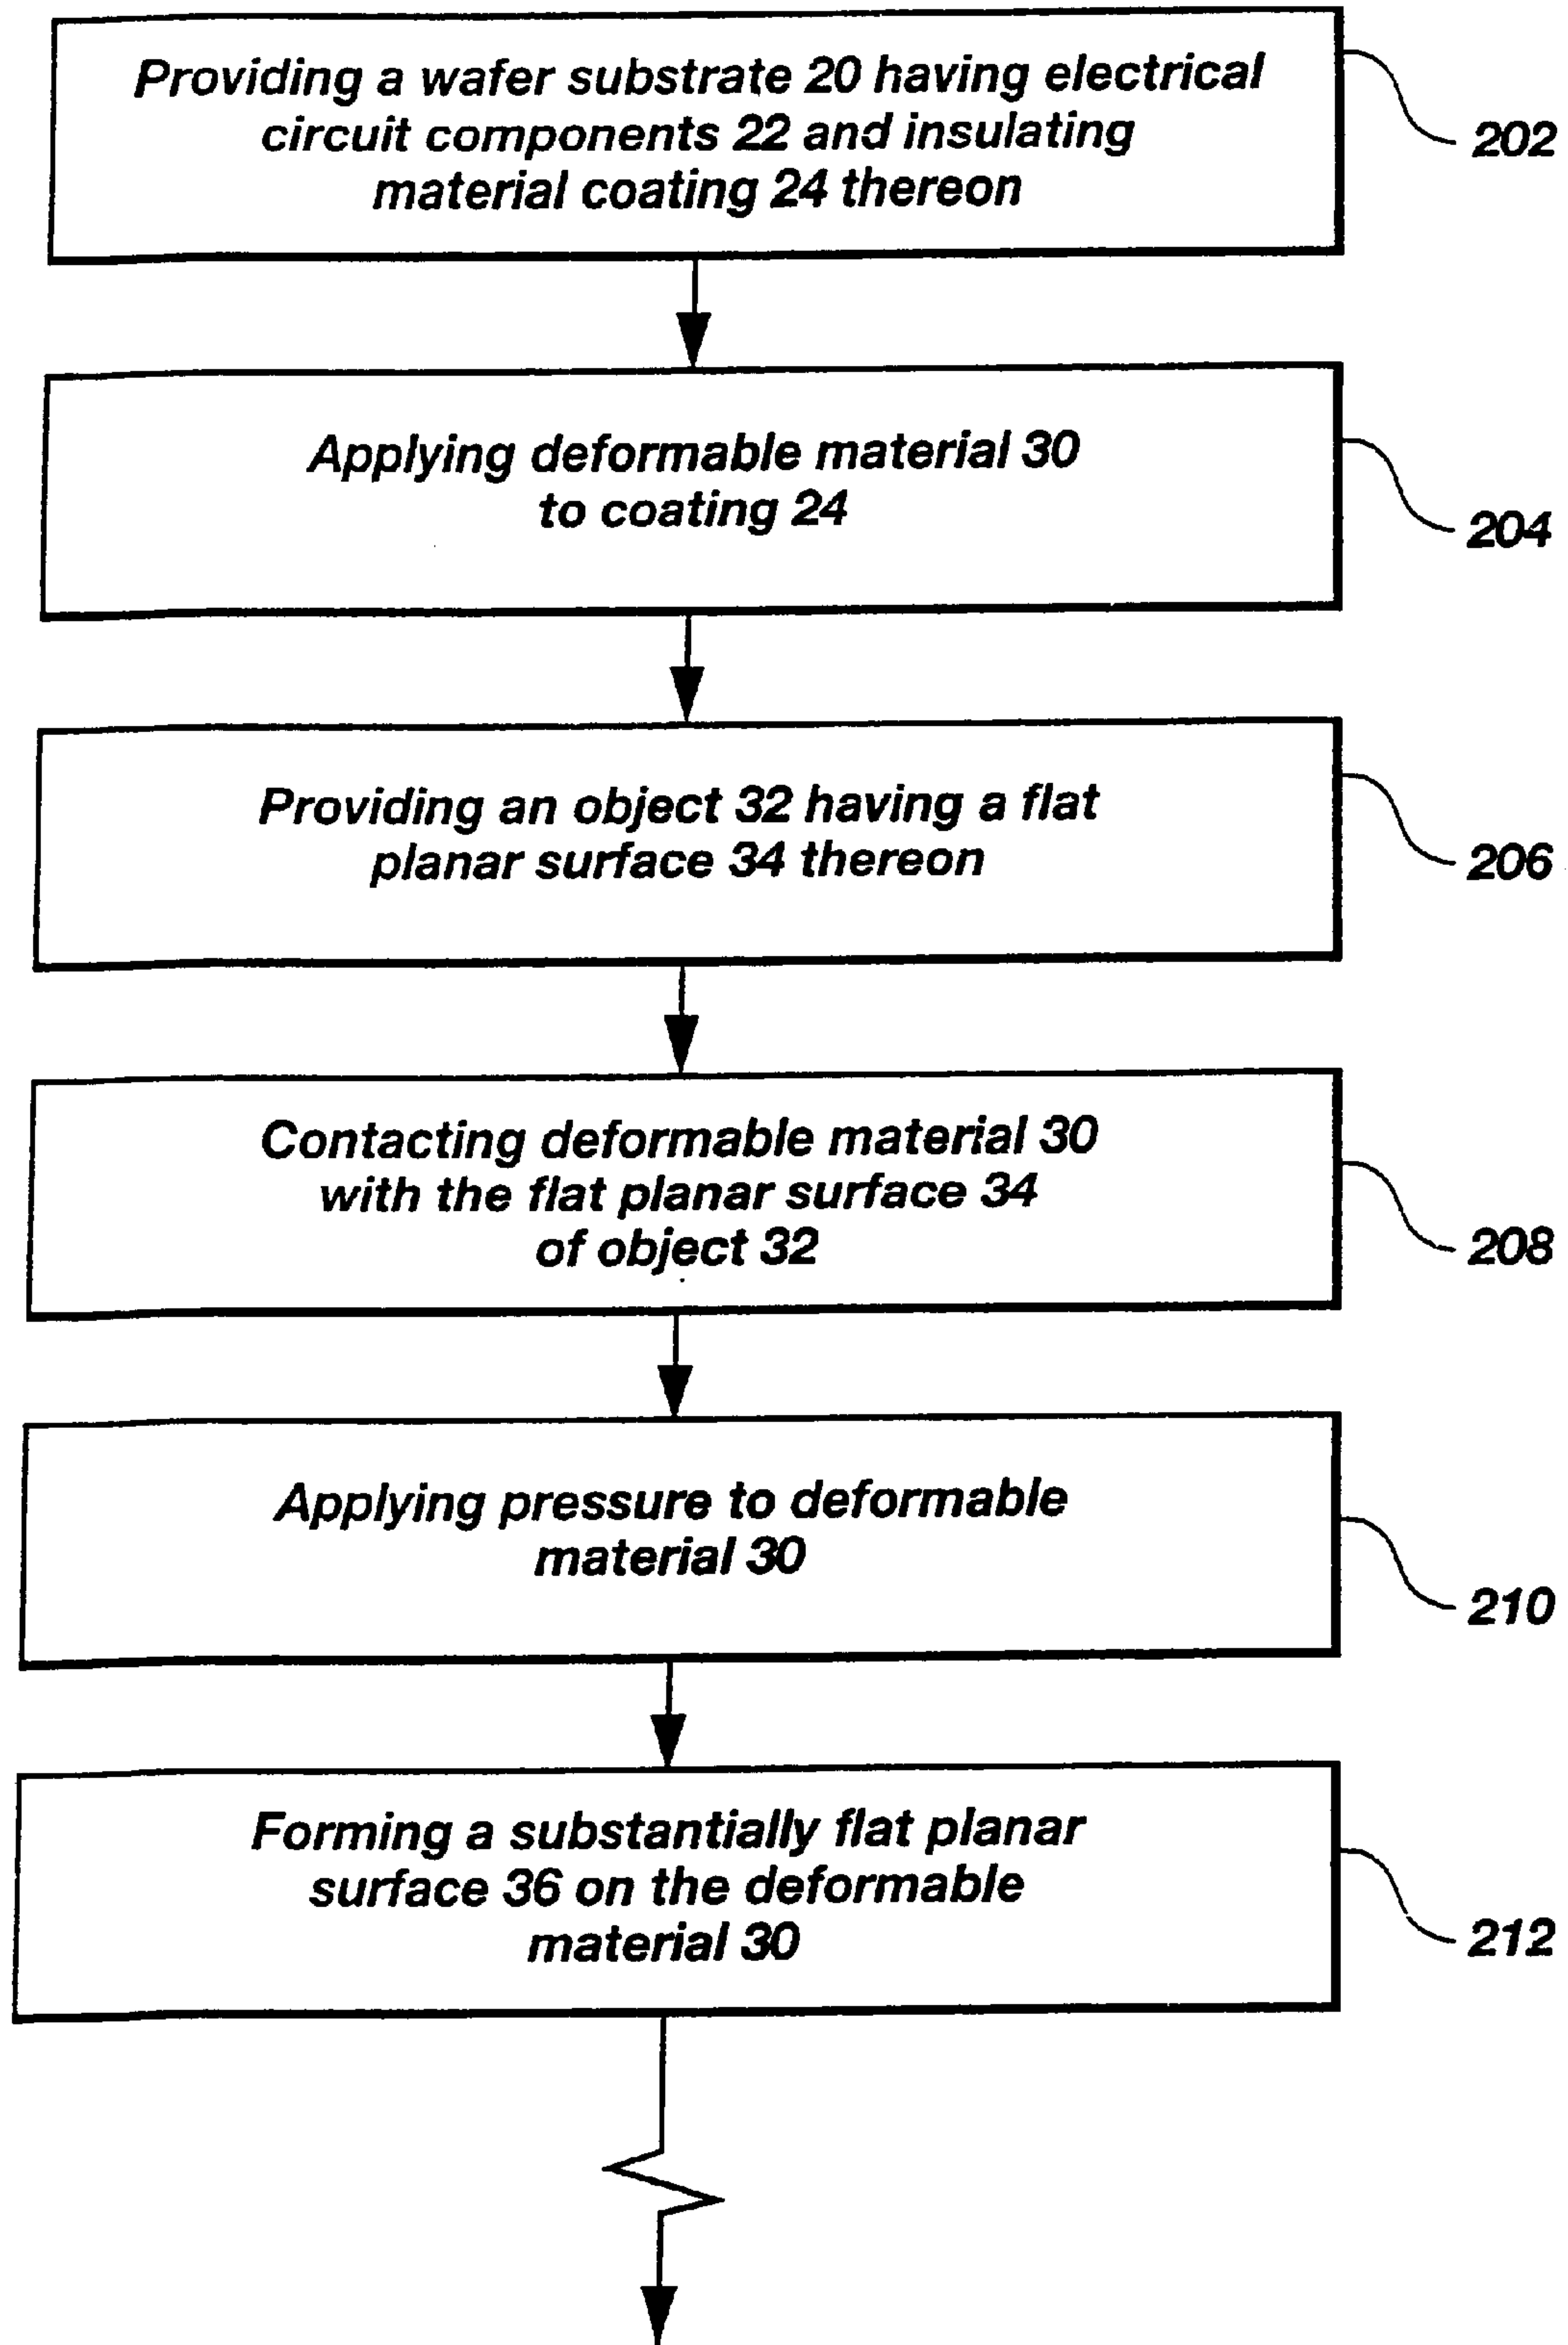 Providing a wafer substrate 20 having electrical
circuit components 22 and insulating
material coating 24 thereon
202
Applying deformable material 30
to coating 24
204
Providing an object 32 having a flat
planar surface 34 thereon
206
Contacting deformable material 30
with the flat planar surface 34
of object 32
208
Applying pressure to deformable
material 30
210
Forming a substantially flat planar
surface 36 on the deformable
material 30
212